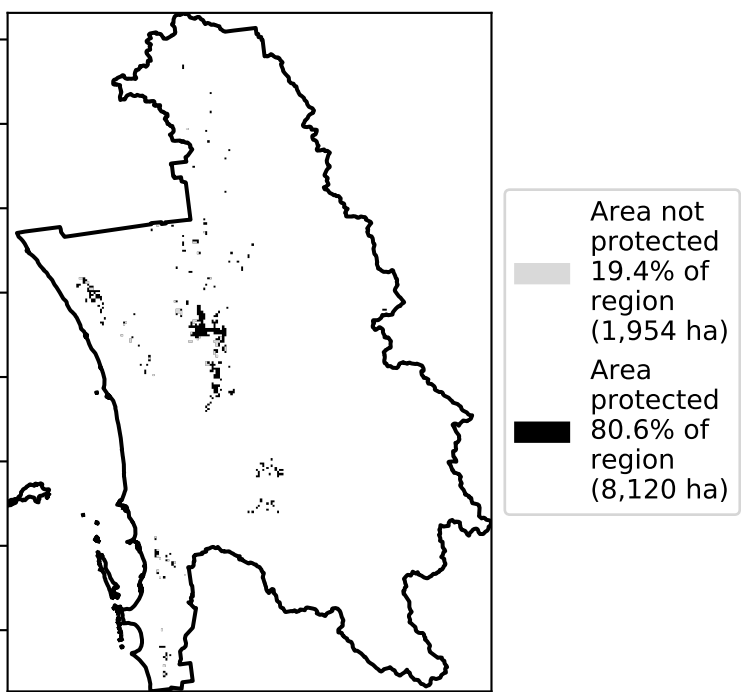 Area not
protected
19.4% of
region
(1,954 ha)
Area
protected
80.6% of
region
(8,120 ha)